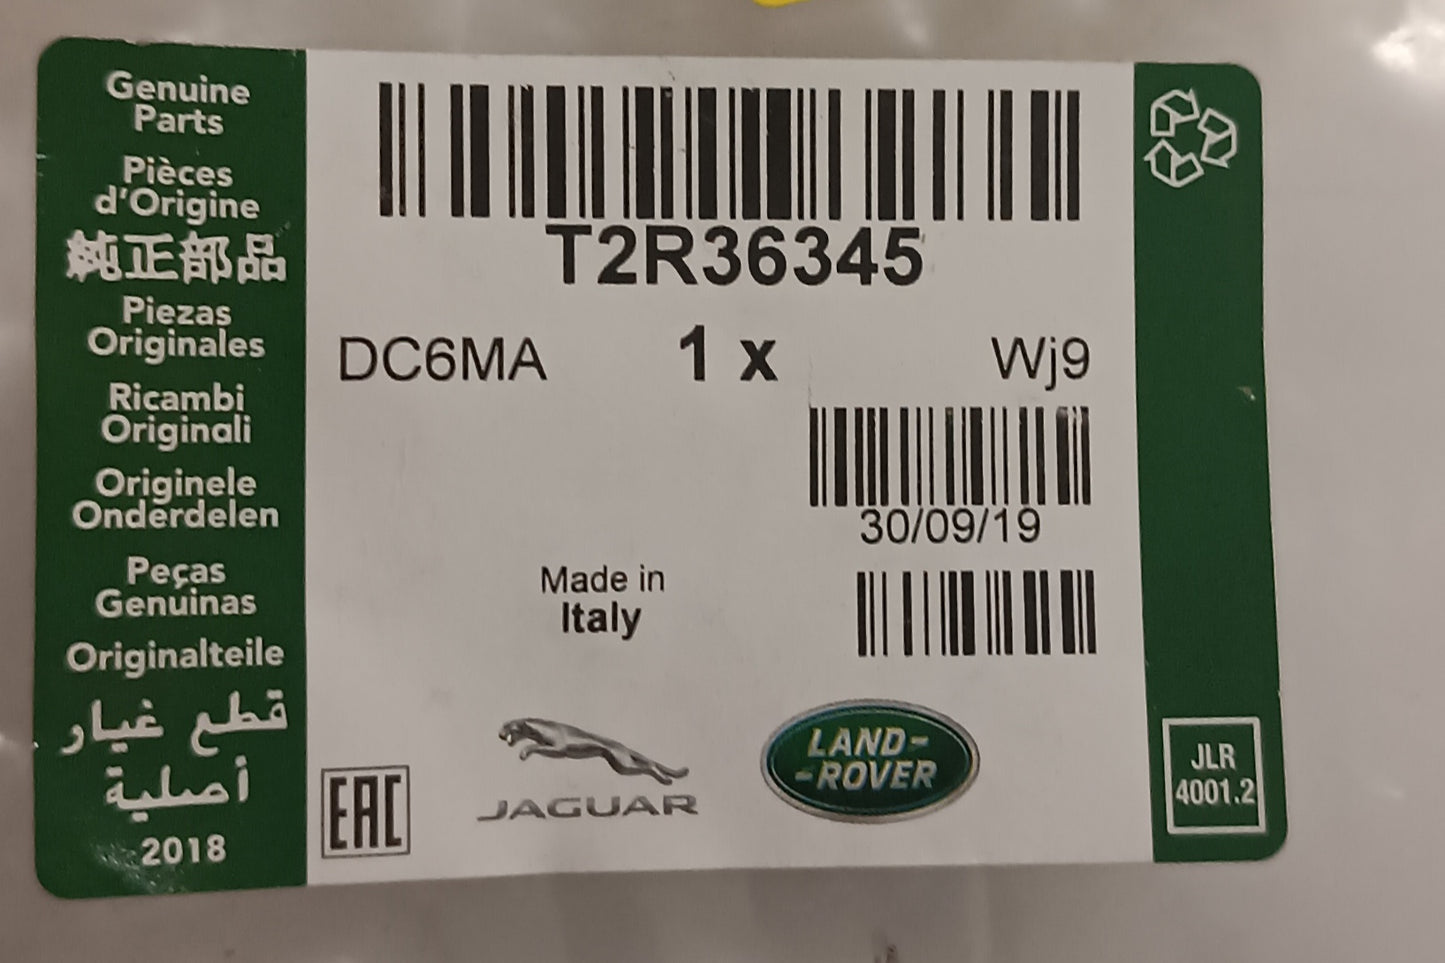 Genuine
Parts
Pièces
d'Origine
純正部品
Piezas
Originales
Ricambi
Originali
Originele
Onderdelen
Peças
Genuinas
Originalteile
قطع غيار
أصلية
2018
T2R36345
DC6MA 1 x Wj9
30/09/19
Made in
Italy
EAC
JAGUAR
LAND-
-ROVER
JLR
4001.2